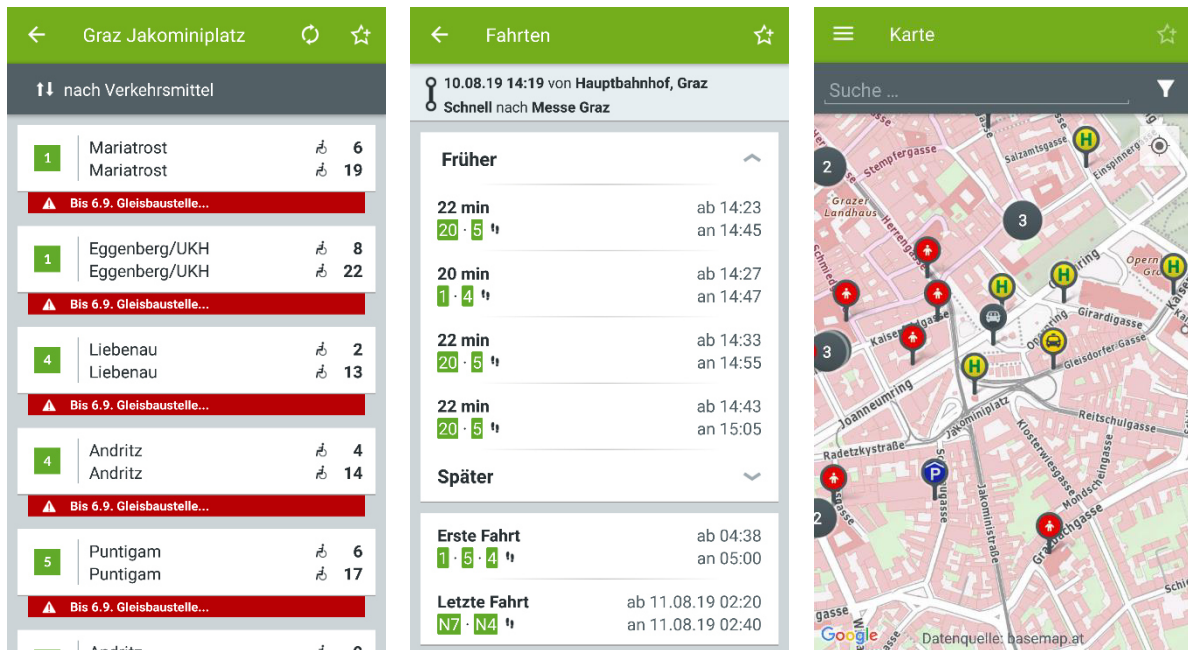 Graz Jakominiplatz
nach Verkehrsmittel
1 Mariatrost 6
Mariatrost 19
Bis 6.9. Gleisbaustelle...
1 Eggenberg/UKH 8
Eggenberg/UKH 22
Bis 6.9. Gleisbaustelle...
4 Liebenau 2
Liebenau 13
Bis 6.9. Gleisbaustelle...
4 Andritz 4
Andritz 14
Bis 6.9. Gleisbaustelle...
5 Puntigam 6
Puntigam 17
Bis 6.9. Gleisbaustelle...
Fahrten
10.08.19 14:19 von Hauptbahnhof, Graz
Schnell nach Messe Graz
Früher
22 min ab 14:23
20 · 5 an 14:45
20 min ab 14:27
1 · 4 an 14:47
22 min ab 14:33
20 · 5 an 14:55
22 min ab 14:43
20 · 5 an 15:05
Später
Erste Fahrt ab 04:38
1 · 5 · 4 an 05:00
Letzte Fahrt ab 11.08.19 02:20
N7 · N4 an 11.08.19 02:40
Karte
Suche ...
Stempfergasse
Salzamtsgasse
H
Einspinnergasse
2
Grazer
Landhaus
3
Herrengasse
Opernring
Opern
H
H
H
Girardigasse
Opernring
Gleisdorfer Gasse
3
H
Joanneumring
Jakominiplatz
Reitschulgasse
Radetzkystraße
Klosterwiesgasse
P
Mondscheingasse
Jakoministraße
2
Grazbachgasse
gasse
Google
Datenquelle: basemap.at